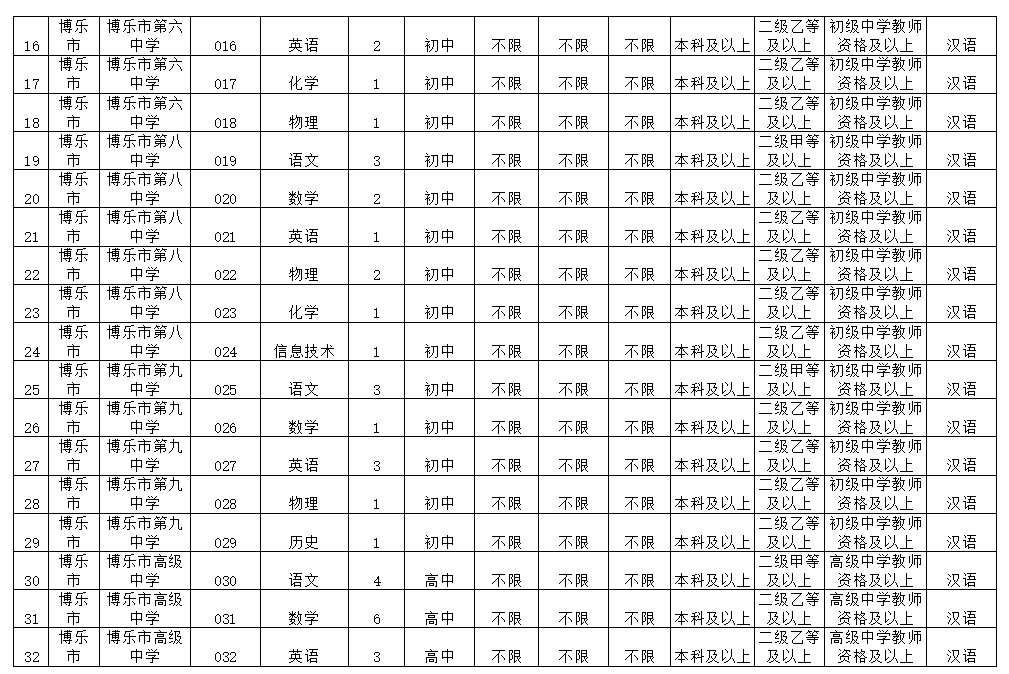 16 博乐市 博乐市第六中学 016 英语 2 初中 不限 不限 不限 本科及以上 二级乙等及以上 初级中学教师资格及以上 汉语
17 博乐市 博乐市第六中学 017 化学 1 初中 不限 不限 不限 本科及以上 二级乙等及以上 初级中学教师资格及以上 汉语
18 博乐市 博乐市第六中学 018 物理 1 初中 不限 不限 不限 本科及以上 二级乙等及以上 初级中学教师资格及以上 汉语
19 博乐市 博乐市第八中学 019 语文 3 初中 不限 不限 不限 本科及以上 二级甲等及以上 初级中学教师资格及以上 汉语
20 博乐市 博乐市第八中学 020 数学 2 初中 不限 不限 不限 本科及以上 二级乙等及以上 初级中学教师资格及以上 汉语
21 博乐市 博乐市第八中学 021 英语 1 初中 不限 不限 不限 本科及以上 二级乙等及以上 初级中学教师资格及以上 汉语
22 博乐市 博乐市第八中学 022 物理 2 初中 不限 不限 不限 本科及以上 二级乙等及以上 初级中学教师资格及以上 汉语
23 博乐市 博乐市第八中学 023 化学 1 初中 不限 不限 不限 本科及以上 二级乙等及以上 初级中学教师资格及以上 汉语
24 博乐市 博乐市第八中学 024 信息技术 1 初中 不限 不限 不限 本科及以上 二级乙等及以上 初级中学教师资格及以上 汉语
25 博乐市 博乐市第九中学 025 语文 3 初中 不限 不限 不限 本科及以上 二级甲等及以上 初级中学教师资格及以上 汉语
26 博乐市 博乐市第九中学 026 数学 1 初中 不限 不限 不限 本科及以上 二级乙等及以上 初级中学教师资格及以上 汉语
27 博乐市 博乐市第九中学 027 英语 3 初中 不限 不限 不限 本科及以上 二级乙等及以上 初级中学教师资格及以上 汉语
28 博乐市 博乐市第九中学 028 物理 1 初中 不限 不限 不限 本科及以上 二级乙等及以上 初级中学教师资格及以上 汉语
29 博乐市 博乐市第九中学 029 历史 1 初中 不限 不限 不限 本科及以上 二级乙等及以上 初级中学教师资格及以上 汉语
30 博乐市 博乐市高级中学 030 语文 4 高中 不限 不限 不限 本科及以上 二级甲等及以上 高级中学教师资格及以上 汉语
31 博乐市 博乐市高级中学 031 数学 6 高中 不限 不限 不限 本科及以上 二级乙等及以上 高级中学教师资格及以上 汉语
32 博乐市 博乐市高级中学 032 英语 3 高中 不限 不限 不限 本科及以上 二级乙等及以上 高级中学教师资格及以上 汉语